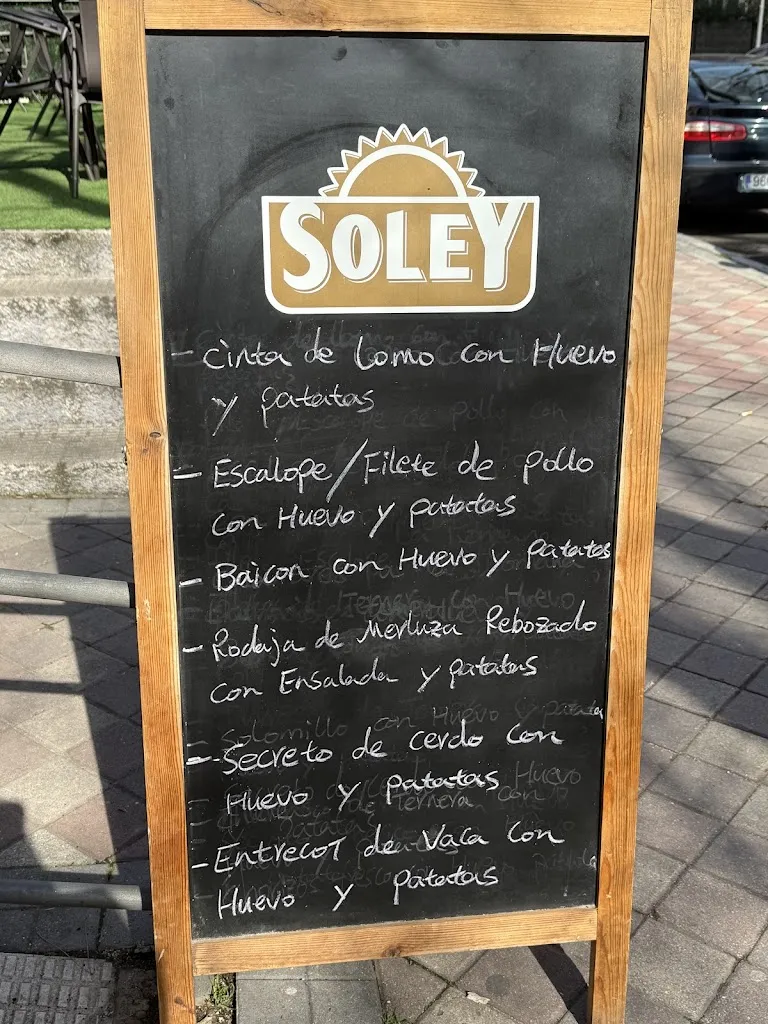 SOLEY
- Cinta de Lomo con Huevo
y patatas
- Escalope/Filete de pollo
con Huevo y patatas
- Baicon con Huevo y patatas
- Rodaja de Merluza Rebozado
con Ensalada y patatas
- Secreto de cerdo con
Huevo y patatas
- Entrecot de Vaca con
Huevo y patatas